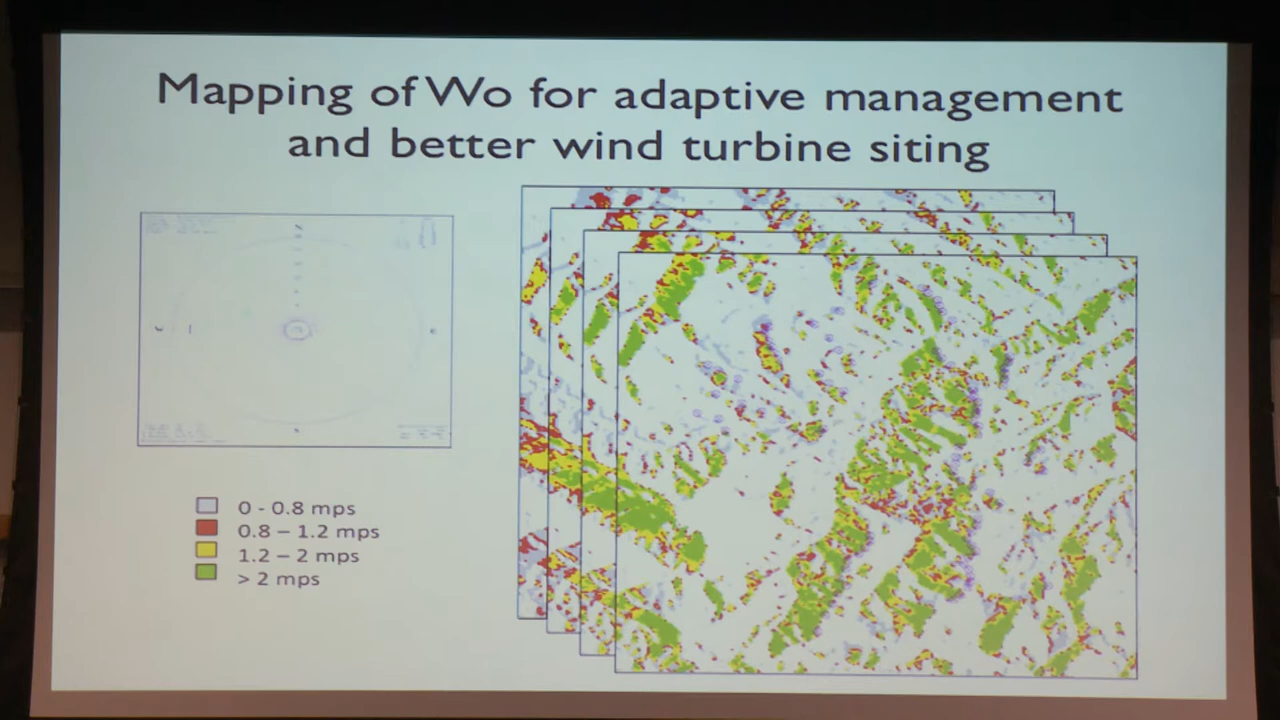 Mapping of Wo for adaptive management
and better wind turbine siting
0 - 0.8 mps
0.8 – 1.2 mps
1.2 – 2 mps
> 2 mps